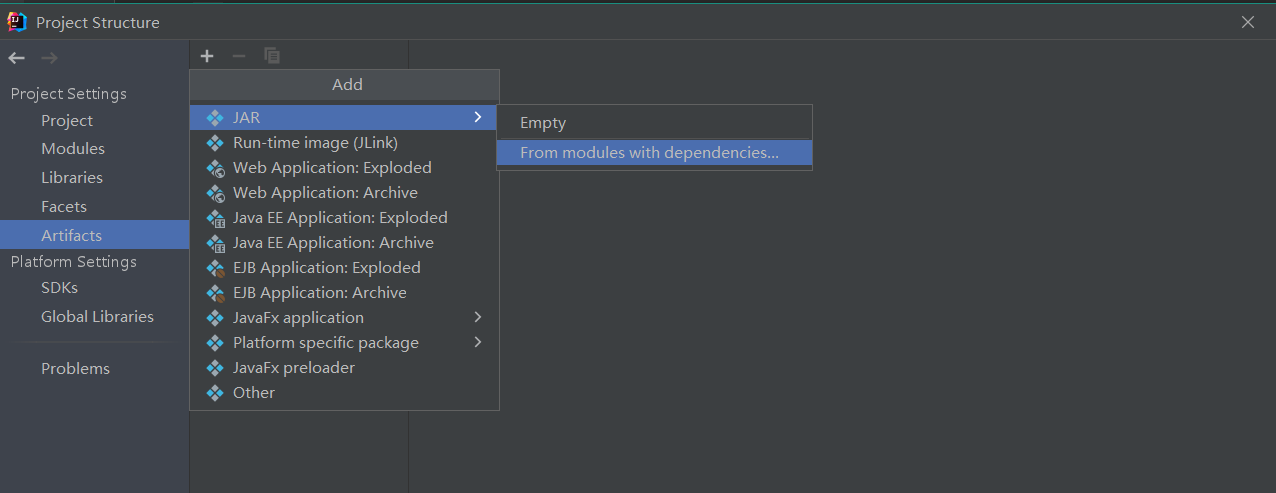 Project Structure
Project Settings
Project
Modules
Libraries
Facets
Artifacts
Platform Settings
SDKs
Global Libraries
Problems
Add
JAR
Run-time image (JLink)
Web Application: Exploded
Web Application: Archive
Java EE Application: Exploded
Java EE Application: Archive
EJB Application: Exploded
EJB Application: Archive
JavaFx application
Platform specific package
JavaFx preloader
Other
Empty
From modules with dependencies...